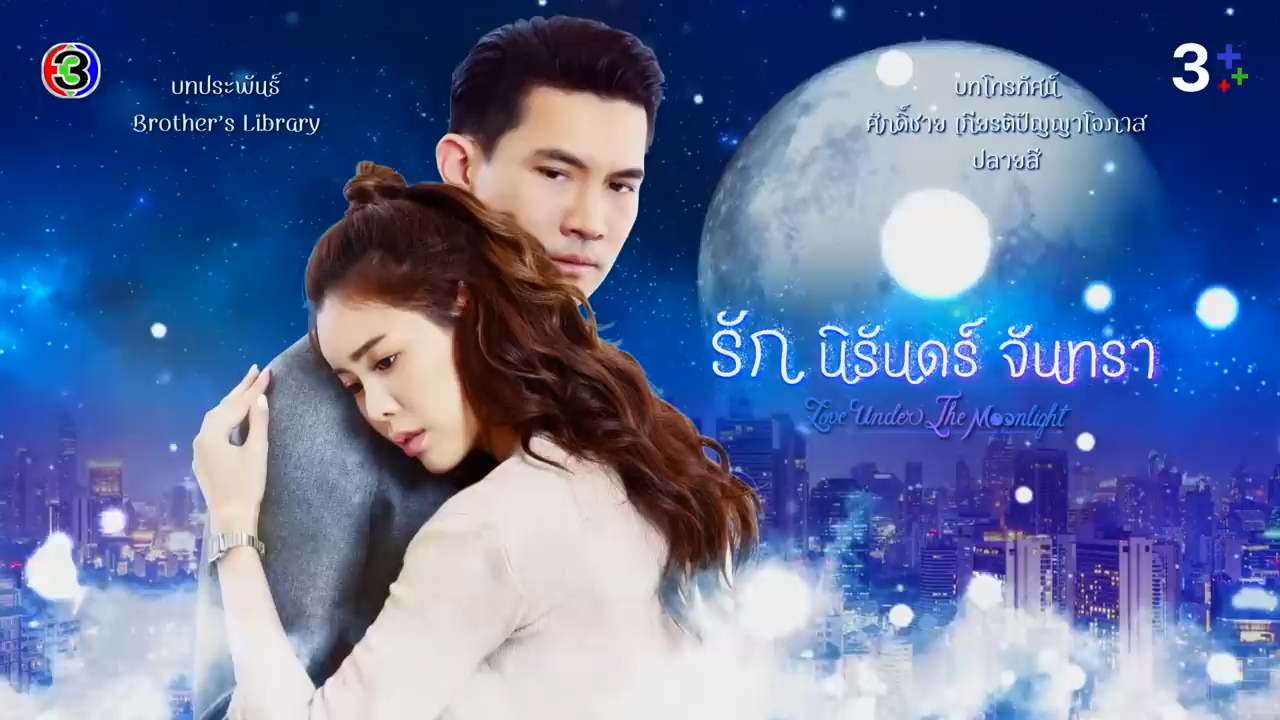 3
บทประพันธ์
Brother's Library
บทโทรทัศน์
ศักดิ์ชาย เกียรติปัญญาโอภาส
ปลายสี
3
รัก นิรันดร์ จันทรา
Love Under The Moonlight